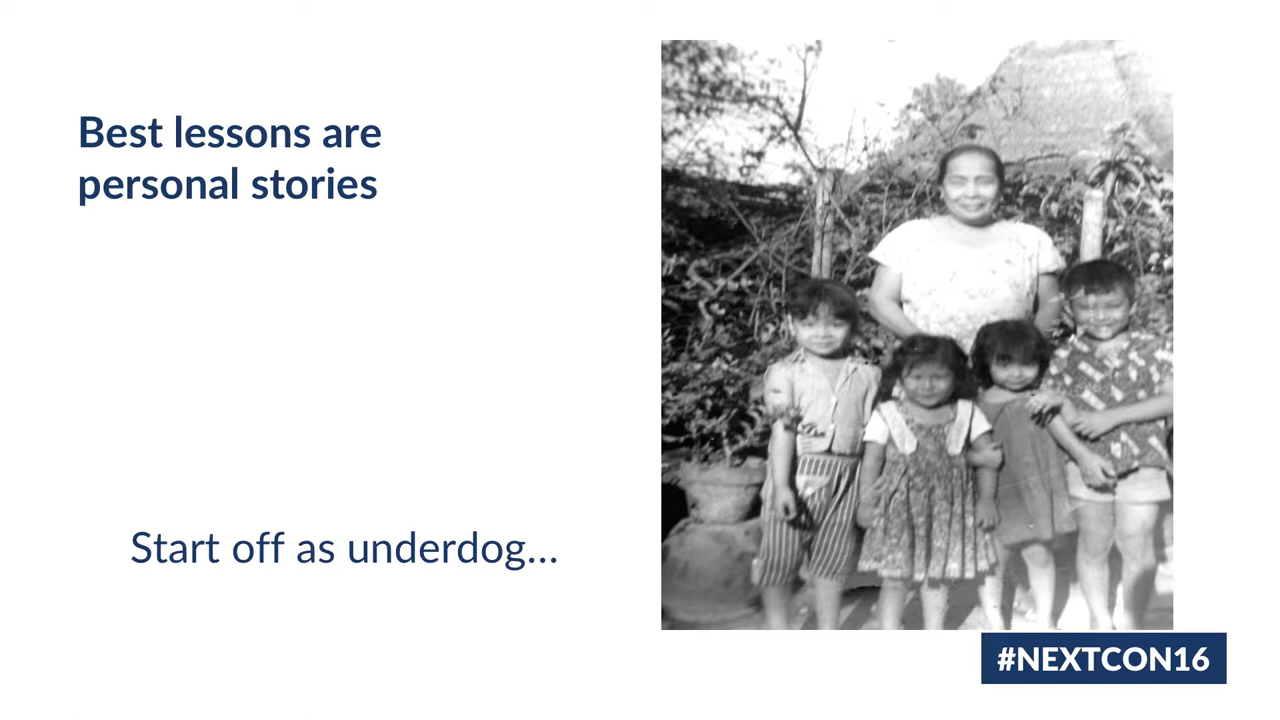 Best lessons are
personal stories
Start off as underdog...
#NEXTCON16